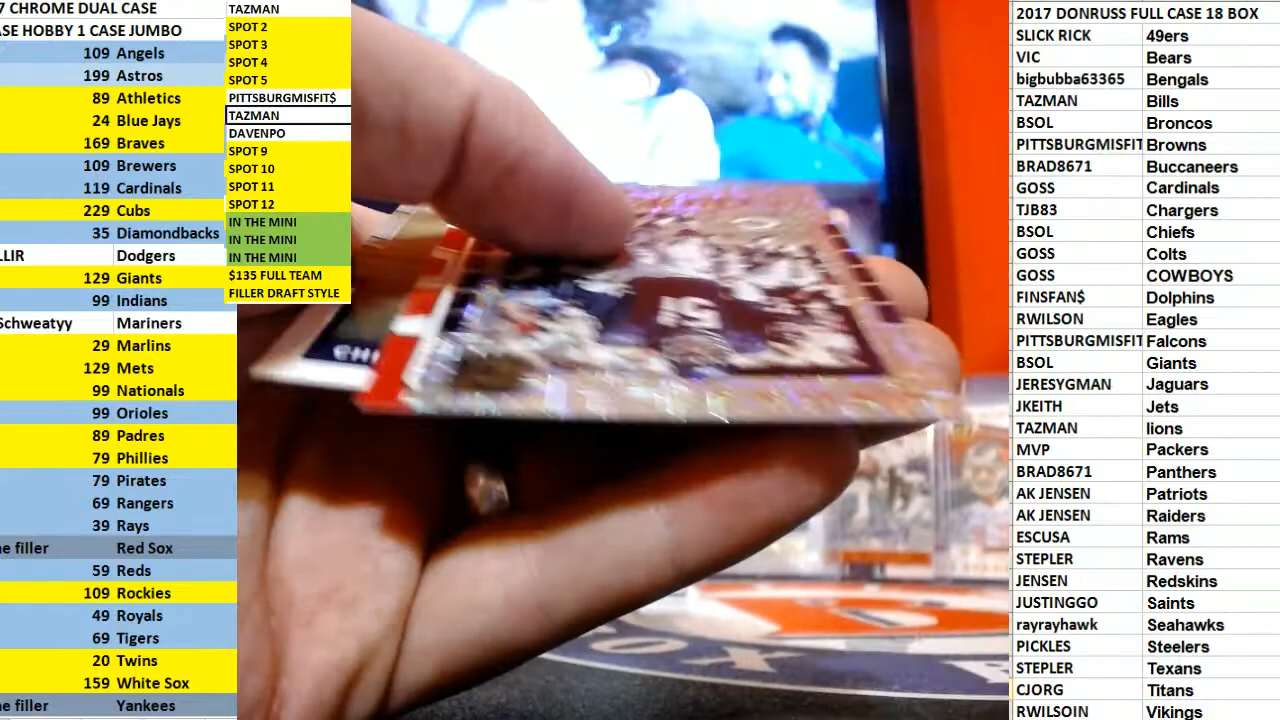 7 CHROME DUAL CASE
ASE HOBBY 1 CASE JUMBO
109 Angels
199 Astros
89 Athletics
24 Blue Jays
169 Braves
109 Brewers
119 Cardinals
229 Cubs
35 Diamondbacks
LLIR Dodgers
129 Giants
99 Indians
Schweatyy Mariners
29 Marlins
129 Mets
99 Nationals
99 Orioles
89 Padres
79 Phillies
79 Pirates
69 Rangers
39 Rays
ne filler Red Sox
59 Reds
109 Rockies
49 Royals
69 Tigers
20 Twins
159 White Sox
ne filler Yankees
TAZMAN
SPOT 2
SPOT 3
SPOT 4
SPOT 5
PITTSBURGMISFIT$
TAZMAN
DAVENPO
SPOT 9
SPOT 10
SPOT 11
SPOT 12
IN THE MINI
IN THE MINI
IN THE MINI
$135 FULL TEAM
FILLER DRAFT STYLE
15
CHI
OX
2017 DONRUSS FULL CASE 18 BOX
SLICK RICK 49ers
VIC Bears
bigbubba63365 Bengals
TAZMAN Bills
BSOL Broncos
PITTSBURGMISFIT Browns
BRAD8671 Buccaneers
GOSS Cardinals
TJB83 Chargers
BSOL Chiefs
GOSS Colts
GOSS COWBOYS
FINSFAN$ Dolphins
RWILSON Eagles
PITTSBURGMISFIT Falcons
BSOL Giants
JERESYGMAN Jaguars
JKEITH Jets
TAZMAN lions
MVP Packers
BRAD8671 Panthers
AK JENSEN Patriots
AK JENSEN Raiders
ESCUSA Rams
STEPLER Ravens
JENSEN Redskins
JUSTINGGO Saints
rayrayhawk Seahawks
PICKLES Steelers
STEPLER Texans
CJORG Titans
RWILSOIN Vikings